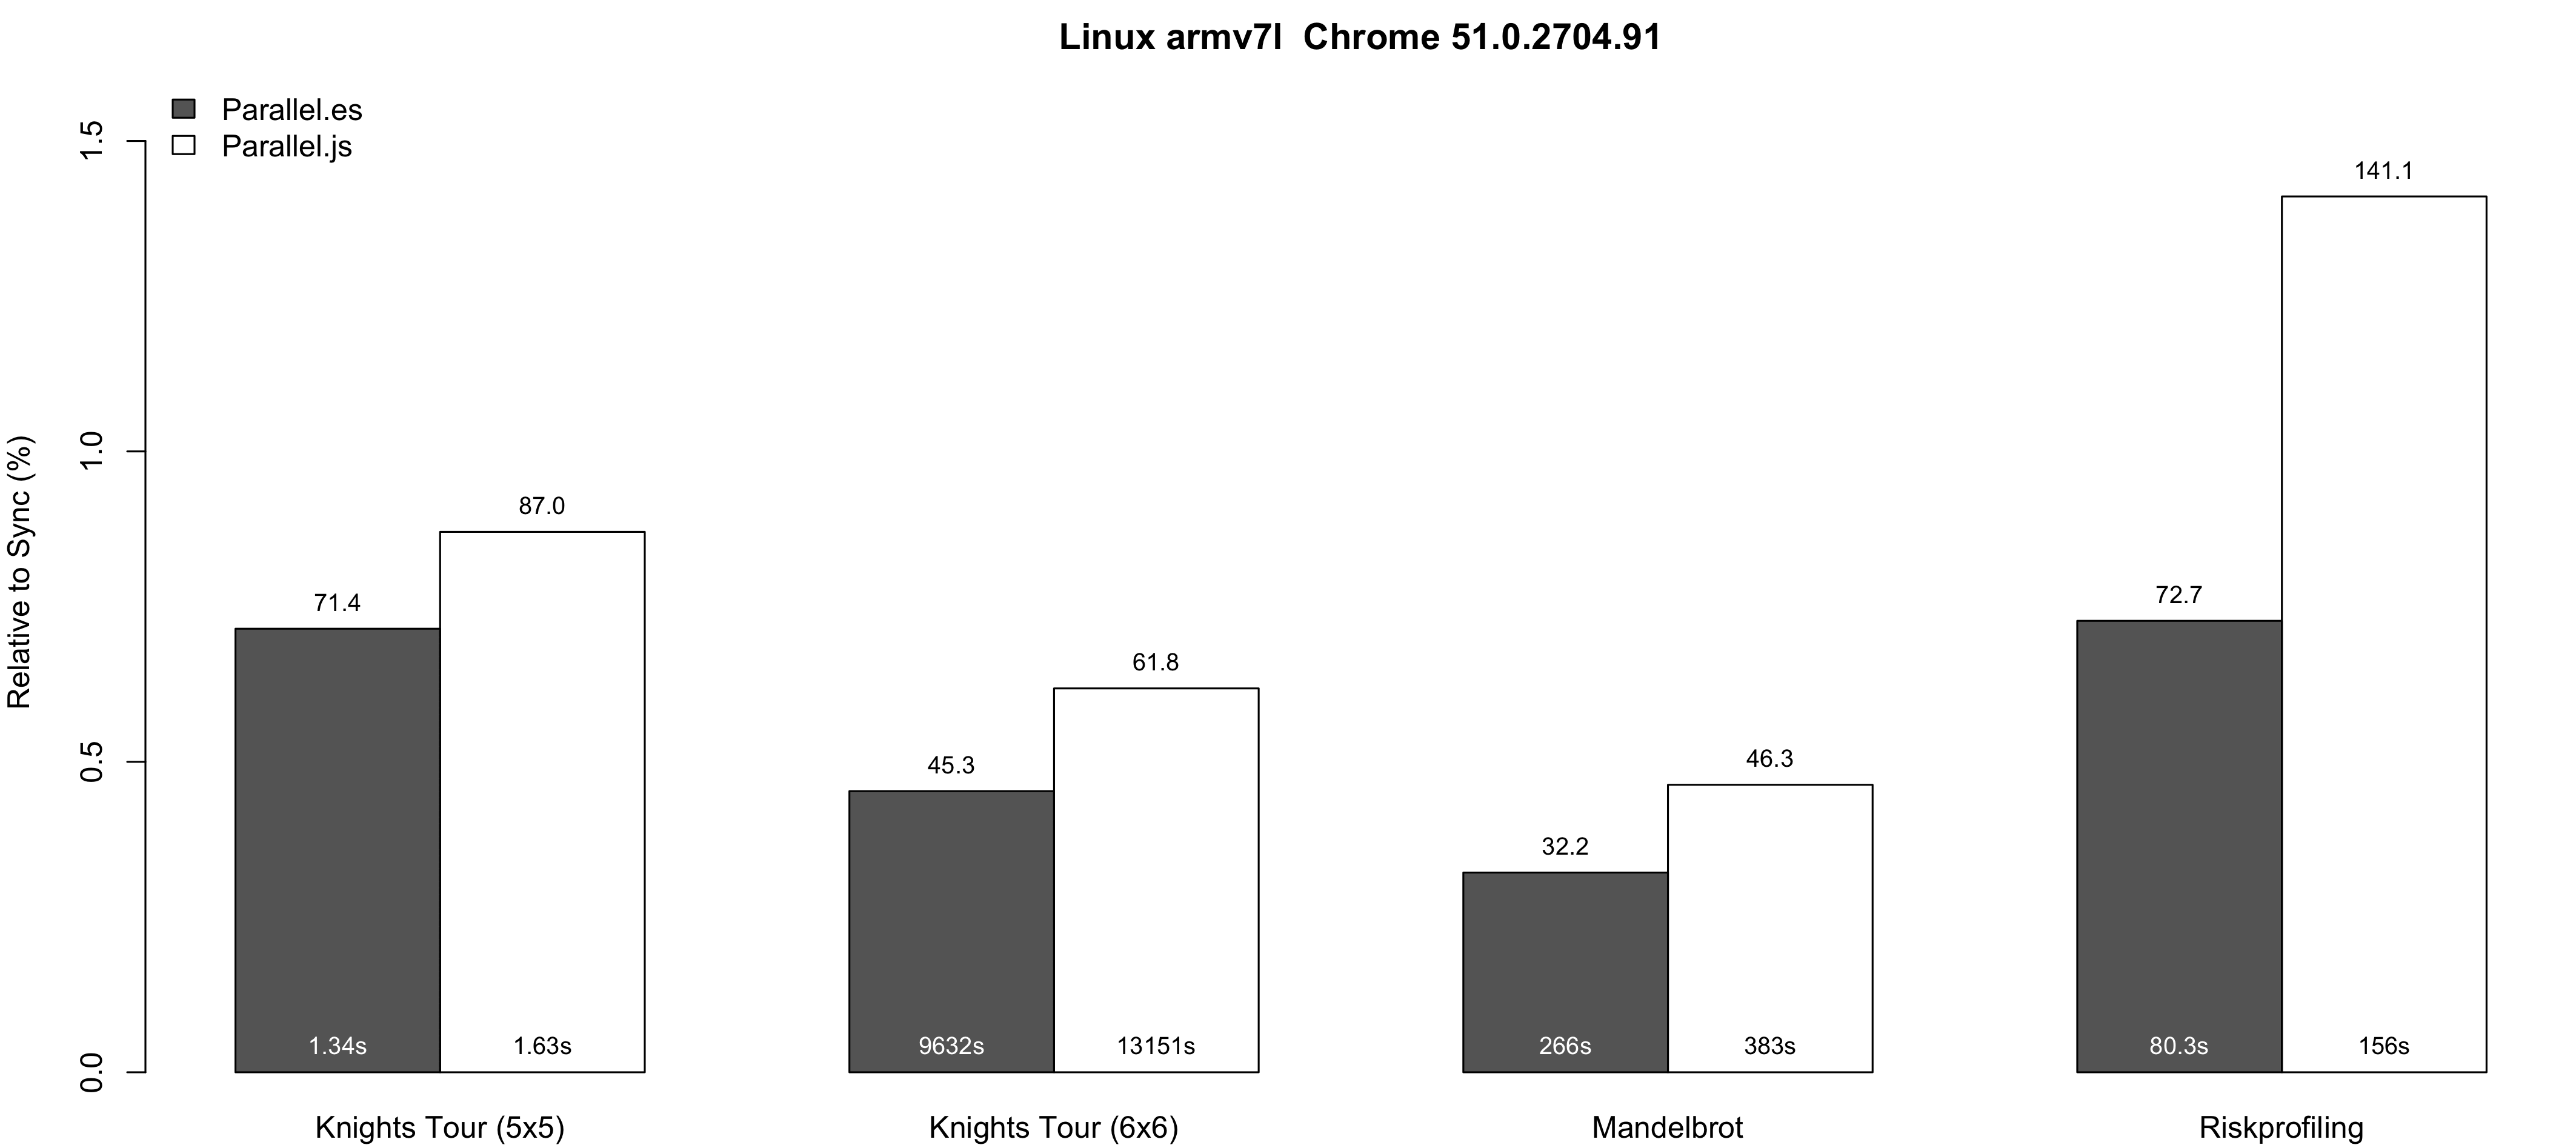 Linux armv7l  Chrome 51.0.2704.91
Parallel.es
Parallel.js
Relative to Sync (%)
1.5
1.0
0.5
0.0
71.4
87.0
45.3
61.8
32.2
46.3
72.7
141.1
1.34s
1.63s
9632s
13151s
266s
383s
80.3s
156s
Knights Tour (5x5)
Knights Tour (6x6)
Mandelbrot
Riskprofiling